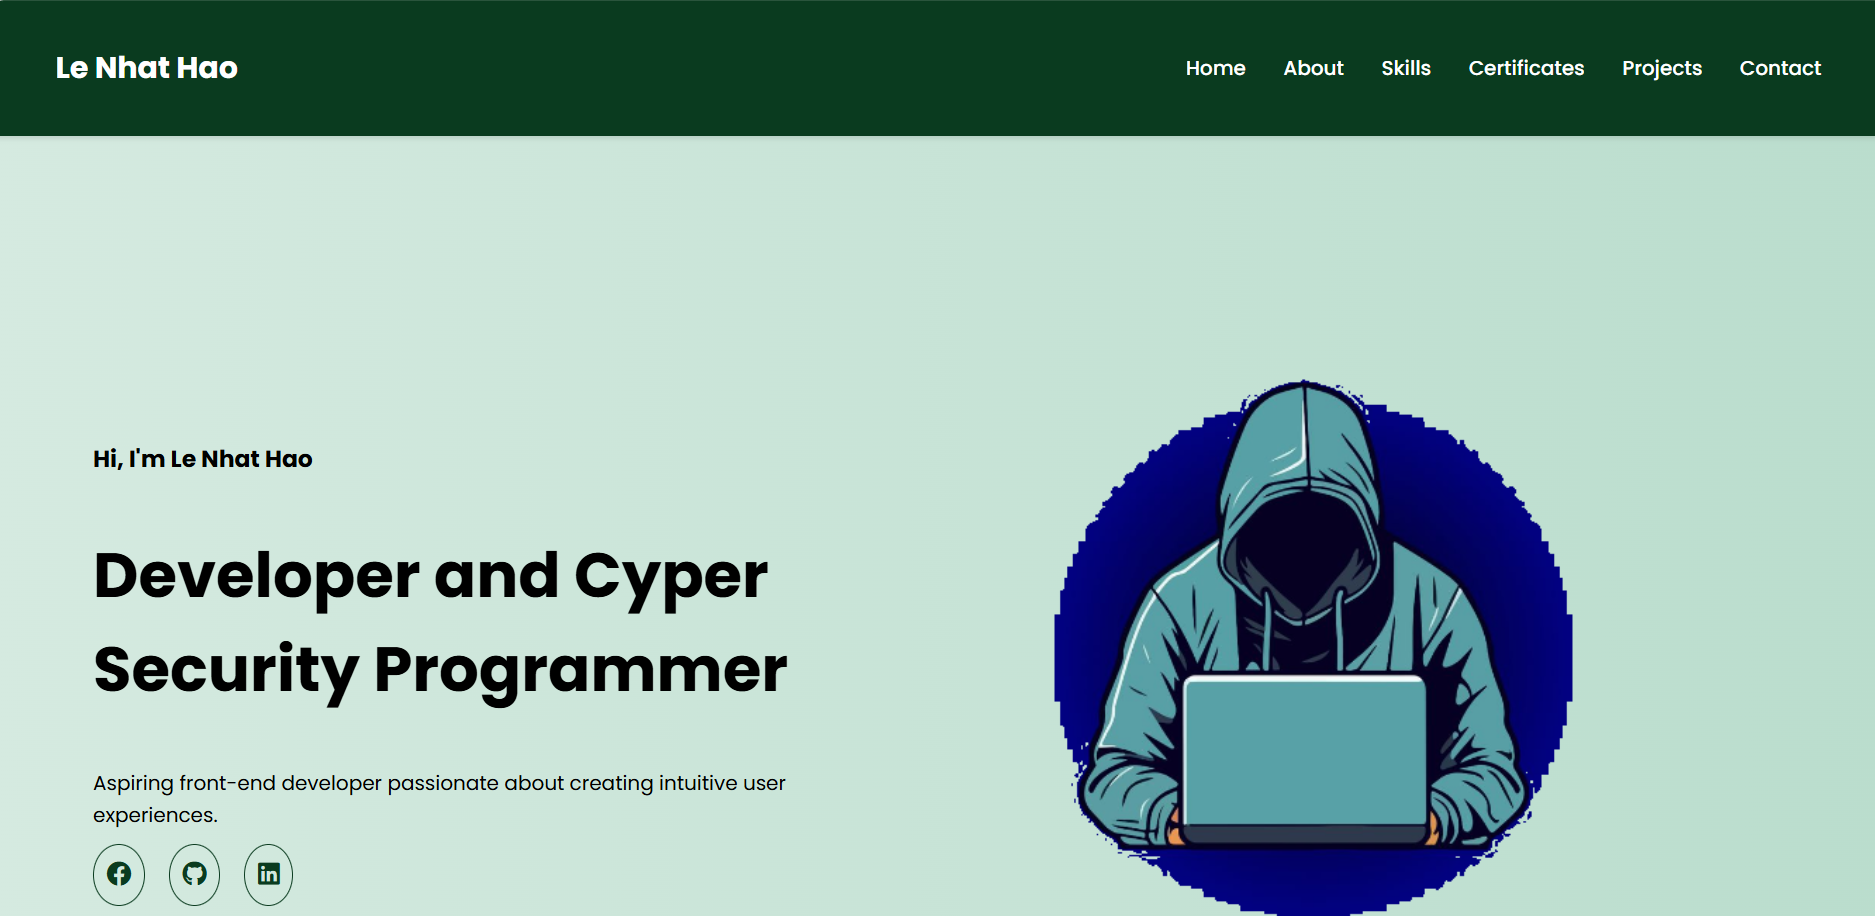 Le Nhat Hao
Home About Skills Certificates Projects Contact
Hi, I'm Le Nhat Hao
Developer and Cyper
Security Programmer
Aspiring front-end developer passionate about creating intuitive user
experiences.